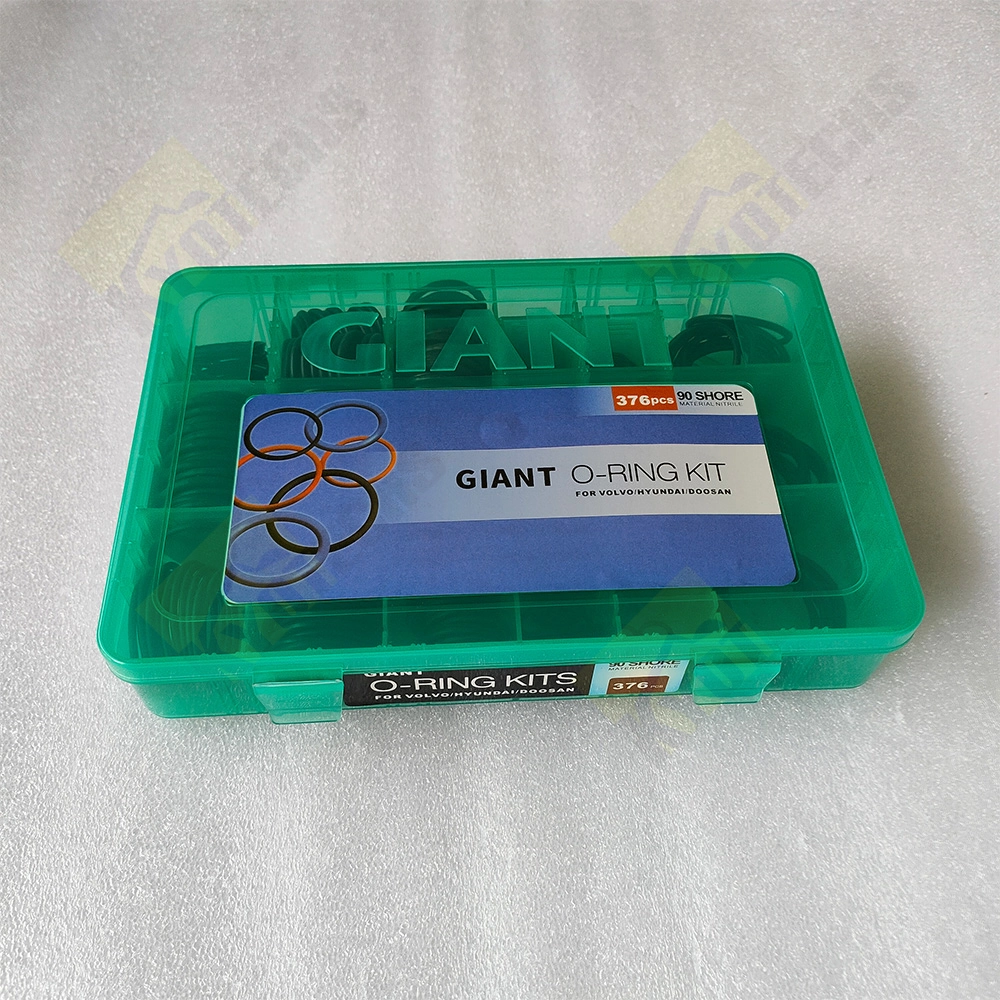 GIANT
376pcs 90 SHORE
MATERIAL NITRILE
GIANT O-RING KIT
FOR VOLVO/HYUNDAI/DOOSAN
GIANT
O-RING KITS
FOR VOLVO/HYUNDAI/DOOSAN
90 SHORE
MATERIAL NITRILE
376 PCS